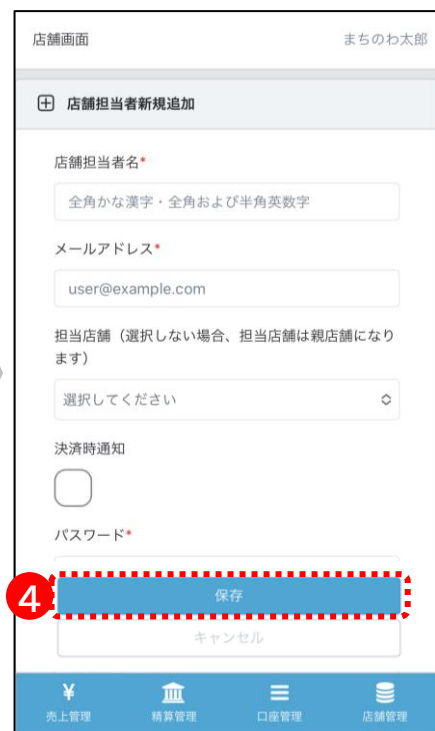 店舗画面 まちのわ太郎
店舗担当者新規追加
店舗担当者名*
全角かな漢字・全角および半角英数字
メールアドレス*
user@example.com
担当店舗（選択しない場合、担当店舗は親店舗になり
ます）
選択してください
決済時通知
パスワード*
4 保存
キャンセル
¥
売上管理 精算管理 口座管理 店舗管理